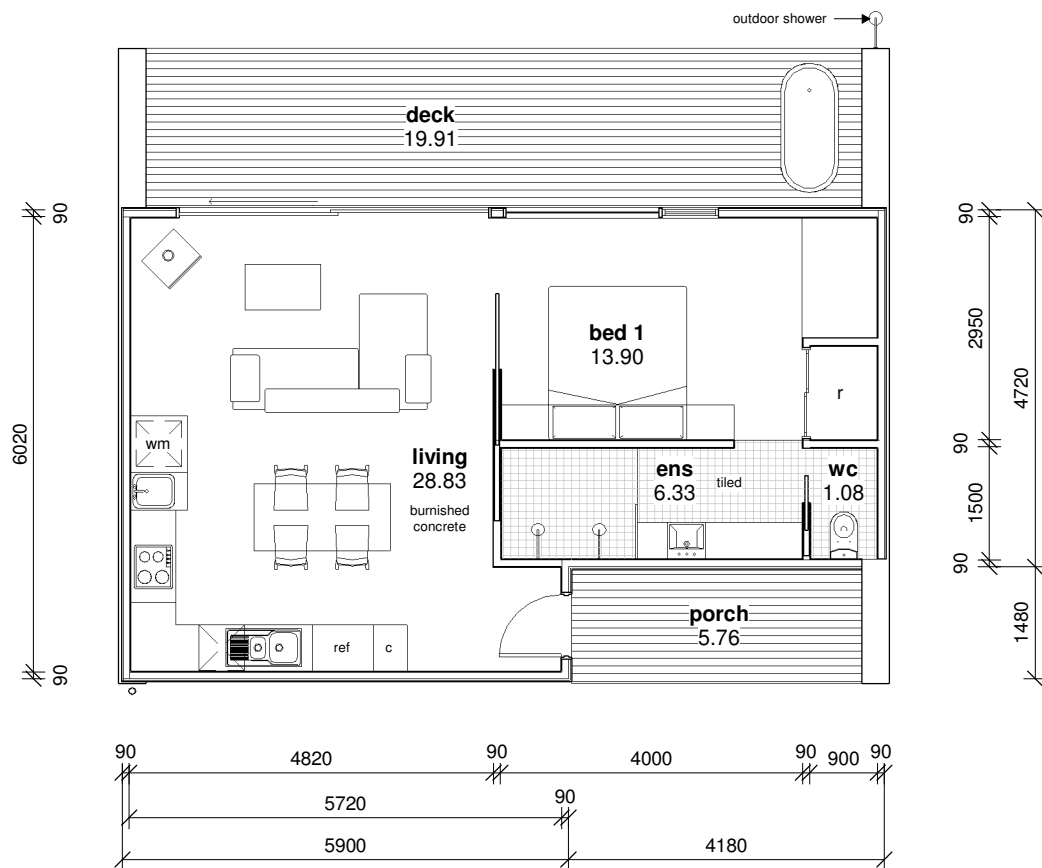 outdoor shower
deck
19.91
90
90
90
bed 1
13.90
2950
r
4720
6020
wm
living
28.83
burnished
concrete
90
ens
6.33
tiled
wc
1.08
1500
90
porch
5.76
1480
ref
c
90
90
4820
90
4000
90
900
90
5720
90
5900
4180